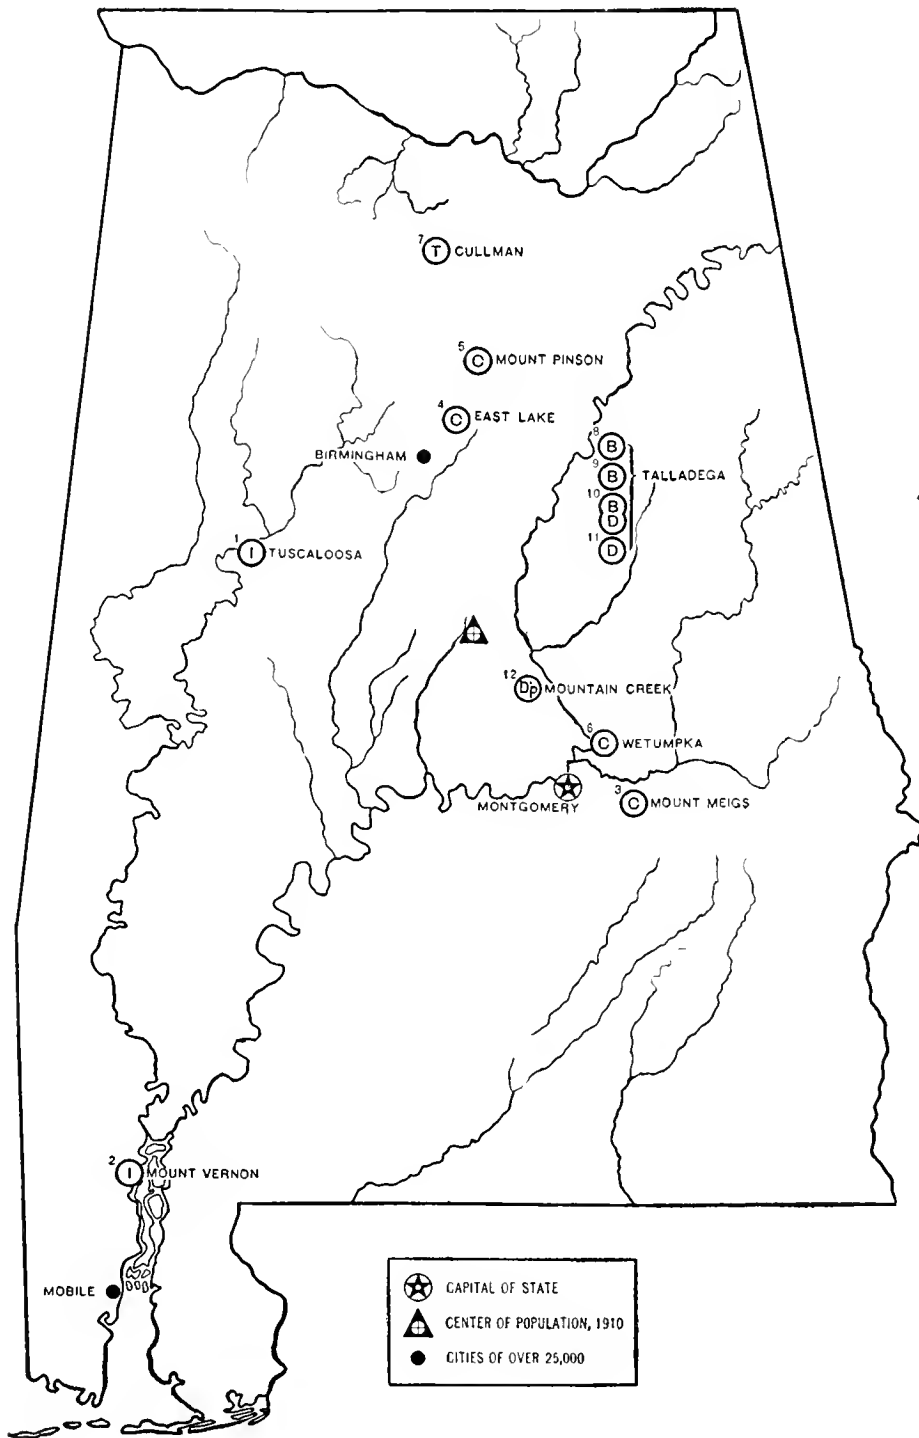 7 T CULLMAN
5 C MOUNT PINSON
4 C EAST LAKE
BIRMINGHAM
8 B
9 B
TALLADEGA
10 B
D
11 D
1 I TUSCALOOSA
12 Dp MOUNTAIN CREEK
6 C WETUMPKA
MONTGOMERY
3 C MOUNT MEIGS
2 I MOUNT VERNON
MOBILE
CAPITAL OF STATE
CENTER OF POPULATION, 1910
CITIES OF OVER 25,000